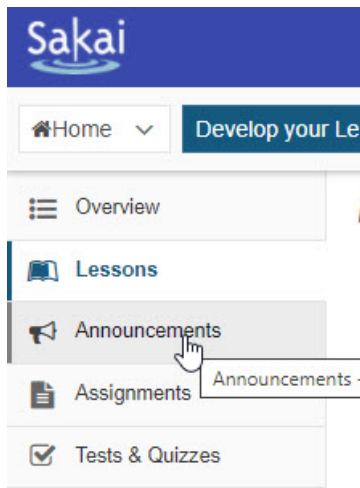 Sakai
Home
Develop your Le
Overview
Lessons
Announcements
Announcements -
Assignments
Tests & Quizzes